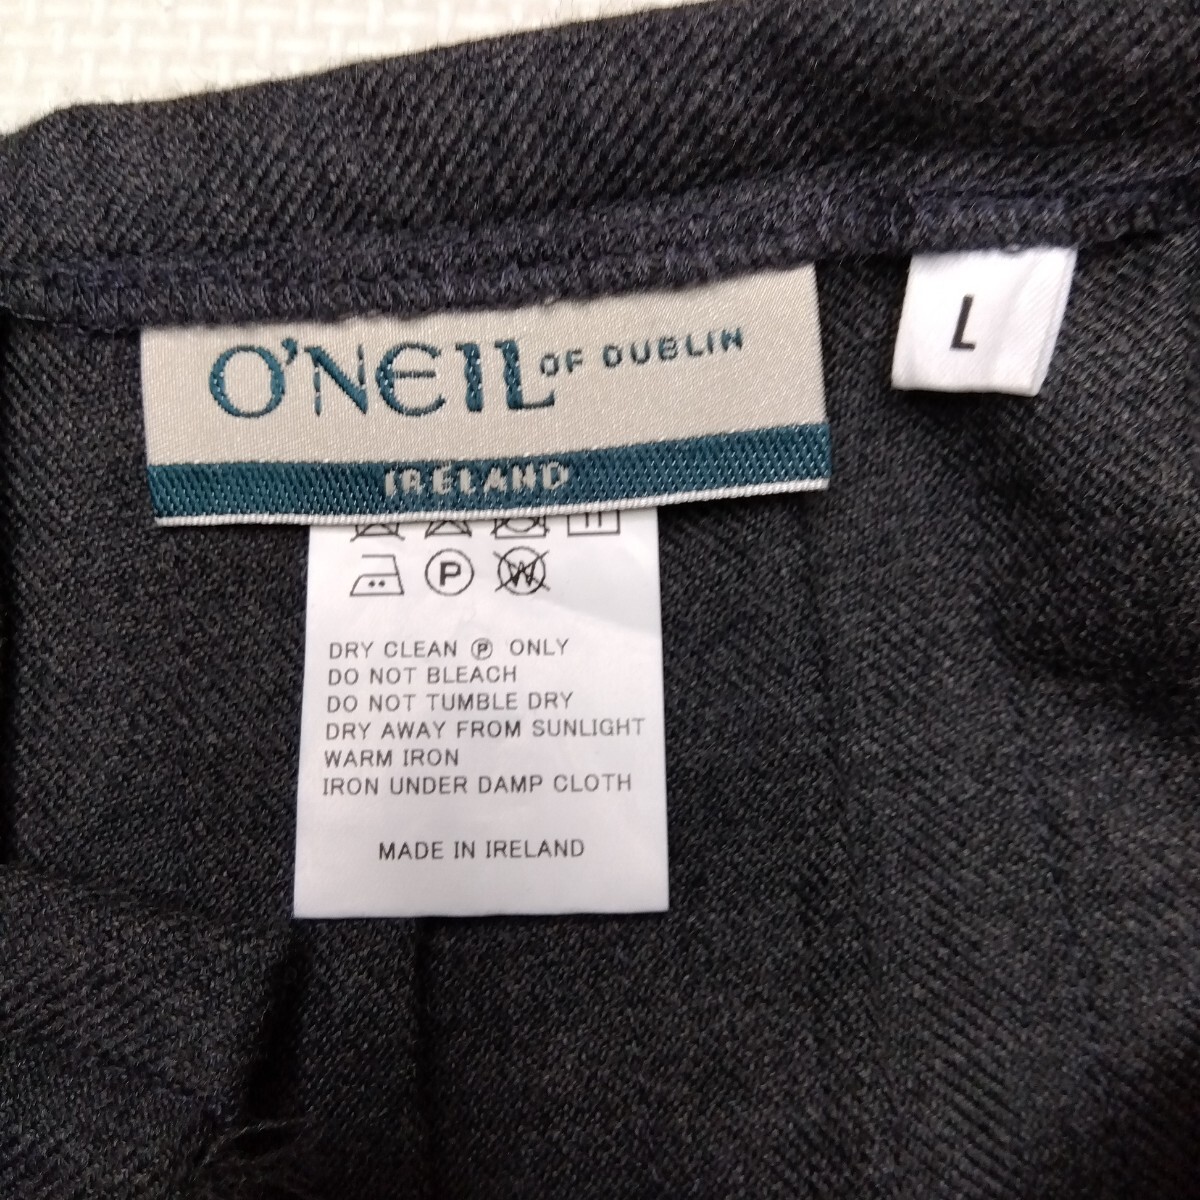 O'NEIL OF DUBLIN
IRELAND
L
P W
DRY CLEAN Ⓟ ONLY
DO NOT BLEACH
DO NOT TUMBLE DRY
DRY AWAY FROM SUNLIGHT
WARM IRON
IRON UNDER DAMP CLOTH
MADE IN IRELAND